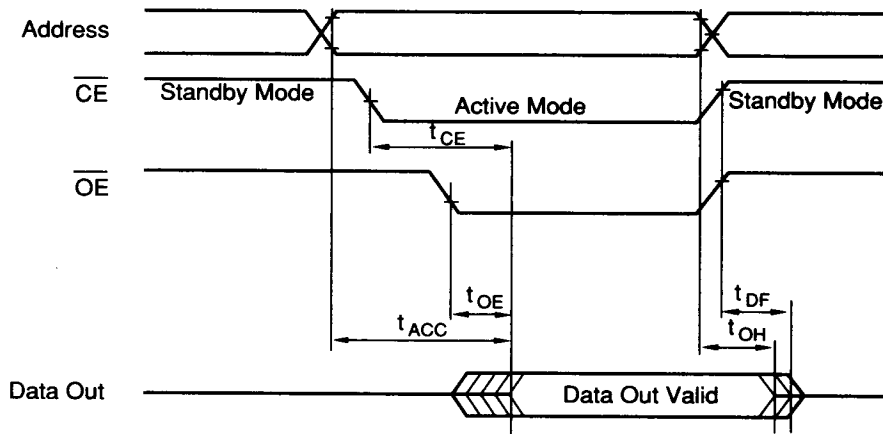 Address
CE
Standby Mode
Active Mode
Standby Mode
tCE
OE
tOE
tDF
tACC
tOH
Data Out
Data Out Valid